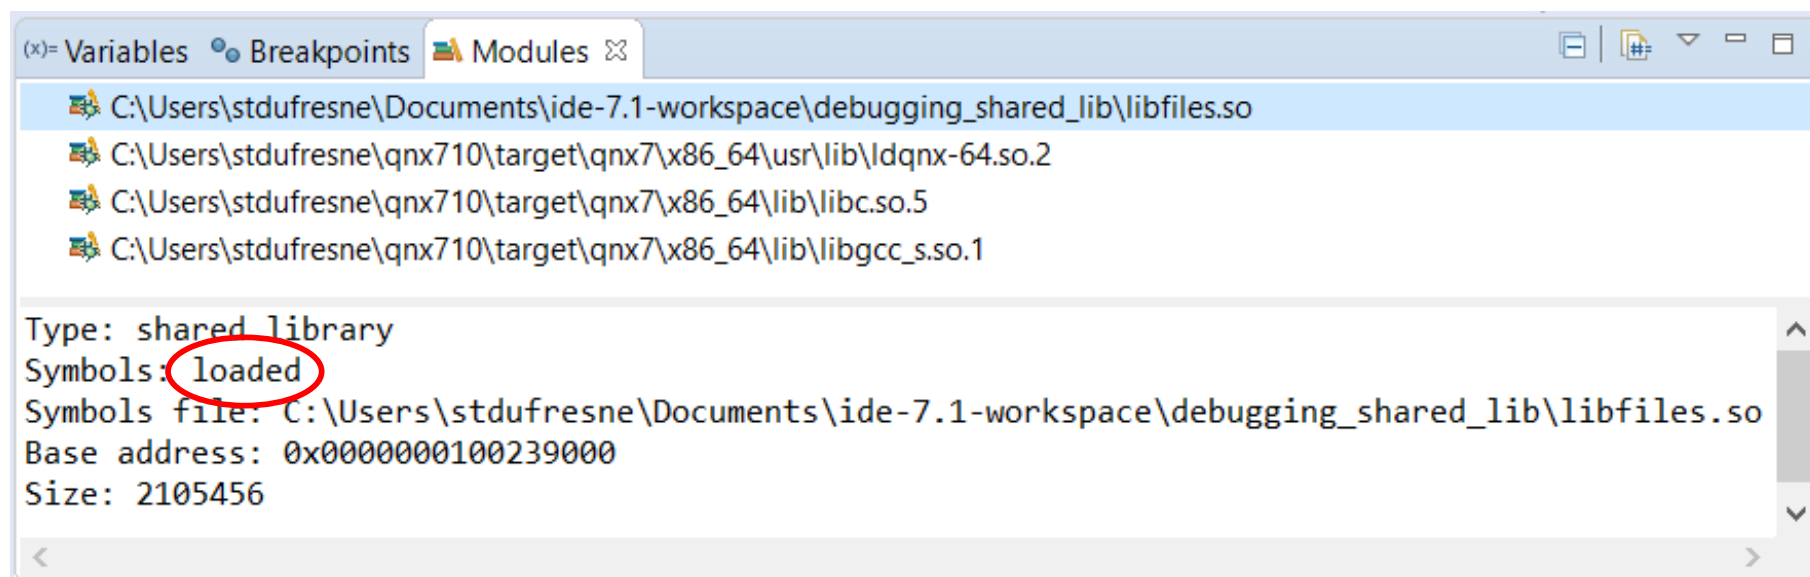 (x)= Variables Breakpoints Modules
C:\Users\stdufresne\Documents\ide-7.1-workspace\debugging_shared_lib\libfiles.so
C:\Users\stdufresne\qnx710\target\qnx7\x86_64\usr\lib\ldqnx-64.so.2
C:\Users\stdufresne\qnx710\target\qnx7\x86_64\lib\libc.so.5
C:\Users\stdufresne\qnx710\target\qnx7\x86_64\lib\libgcc_s.so.1
Type: shared library
Symbols: loaded
Symbols file: C:\Users\stdufresne\Documents\ide-7.1-workspace\debugging_shared_lib\libfiles.so
Base address: 0x0000000100239000
Size: 2105456